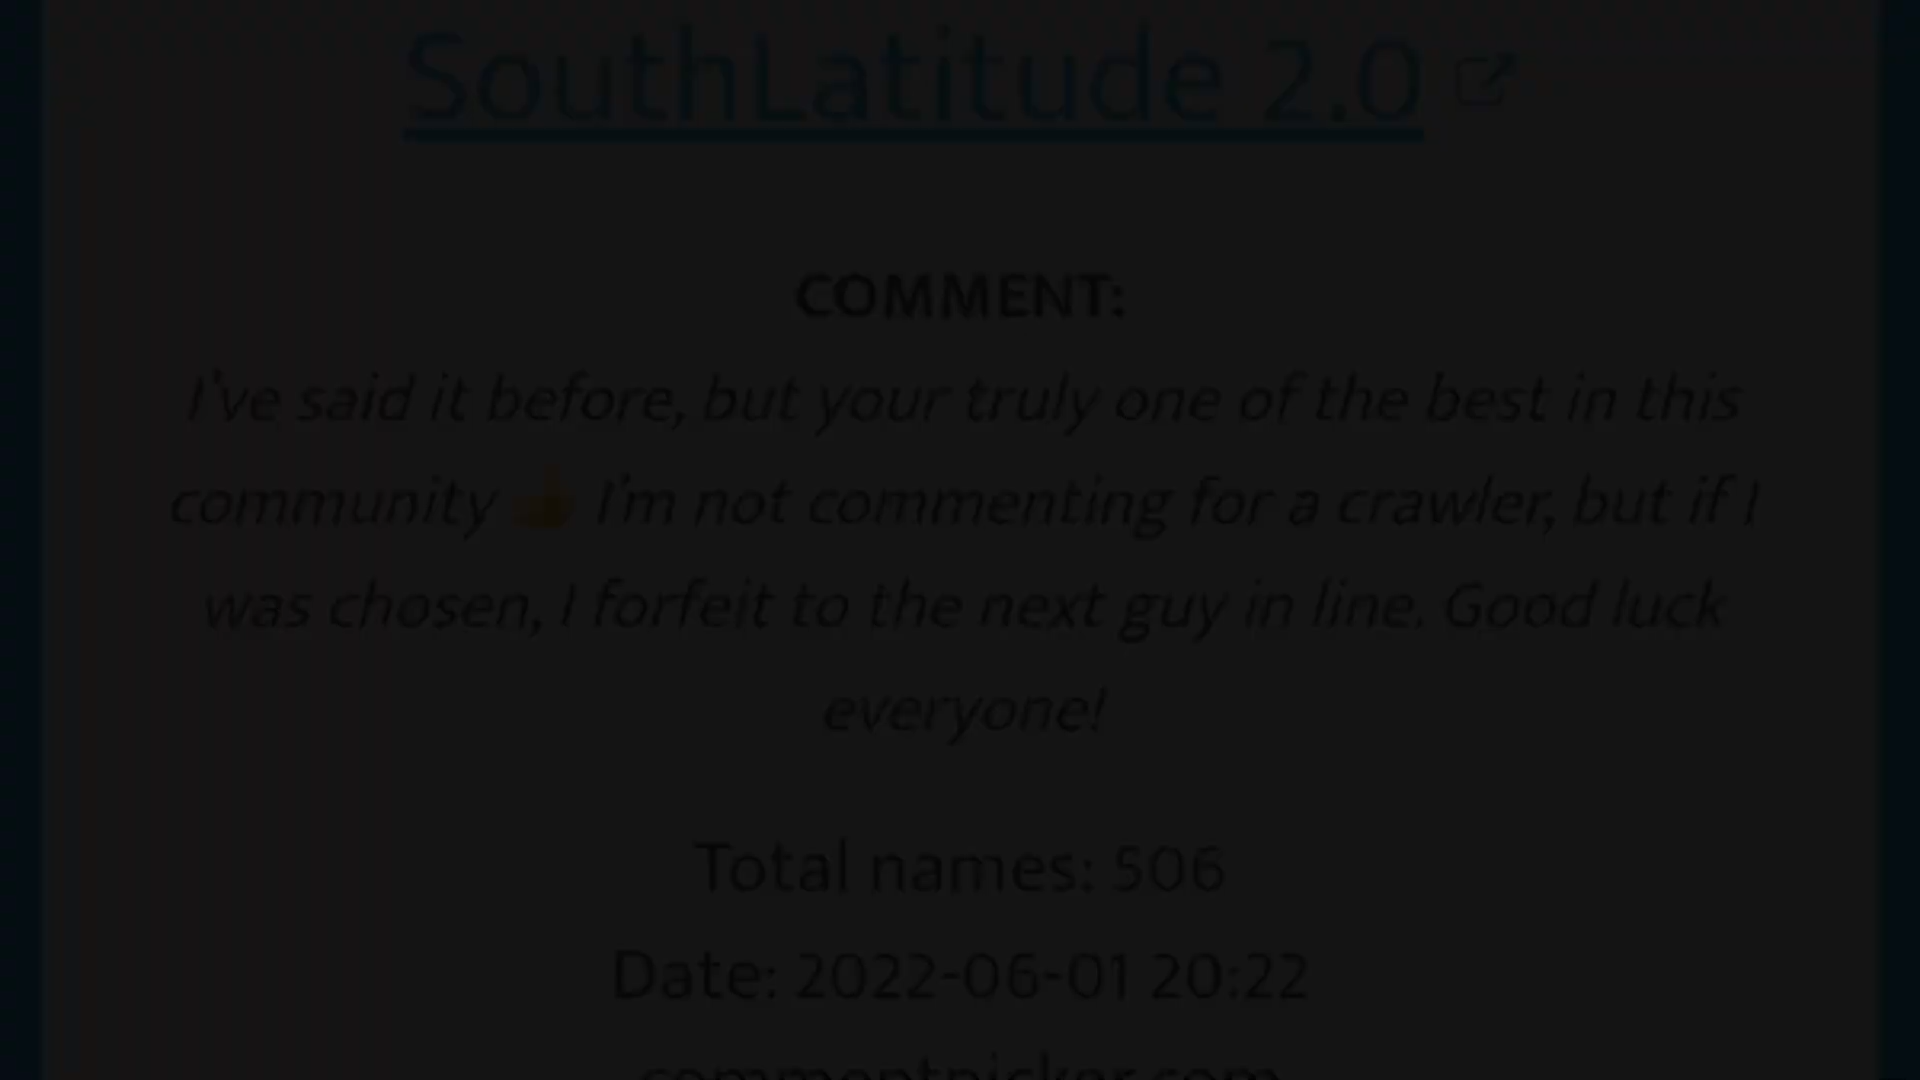 SouthLatitude 2.0
COMMENT:
I've said it before, but your truly one of the best in this
community 👍 I'm not commenting for a crawler, but if I
was chosen, I forfeit to the next guy in line. Good luck
everyone!
Total names: 506
Date: 2022-06-01 20:22
commentpicker.com